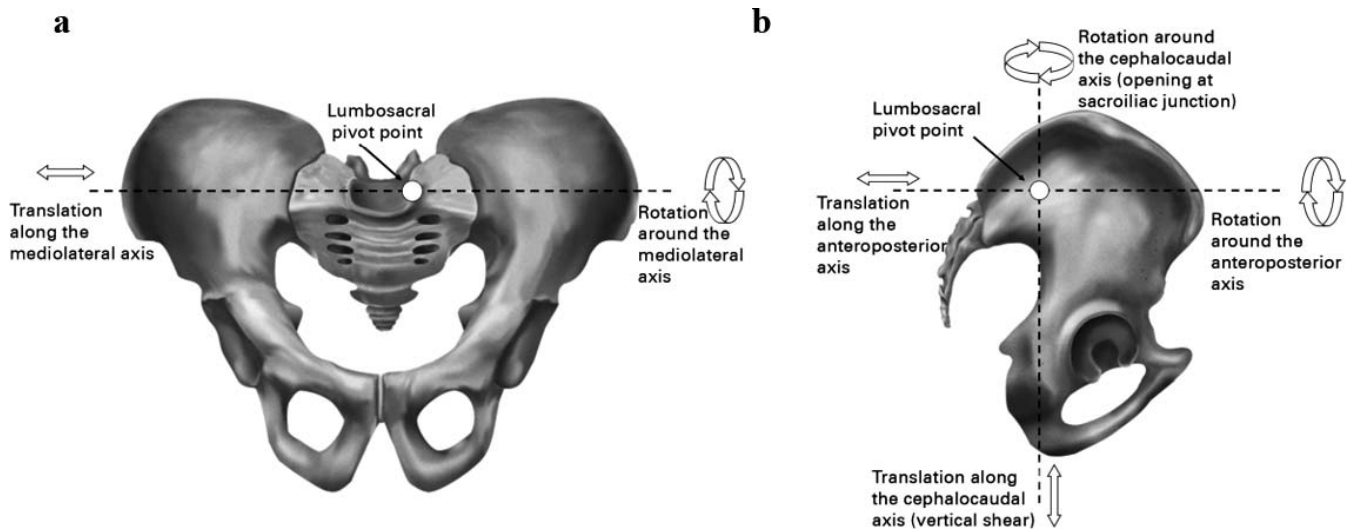 a
Lumbosacral
pivot point
Translation
along the
mediolateral axis
Rotation
around the
mediolateral
axis
b
Rotation around
the cephalocaudal
axis (opening at
sacroiliac junction)
Lumbosacral
pivot point
Translation
along the
anteroposterior
axis
Rotation
around the
anteroposterior
axis
Translation along
the cephalocaudal
axis (vertical shear)